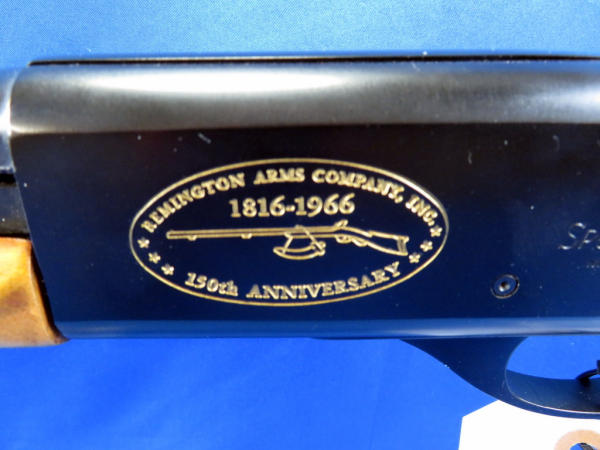 REMINGTON ARMS COMPANY, INC.
1816-1966
150th ANNIVERSARY